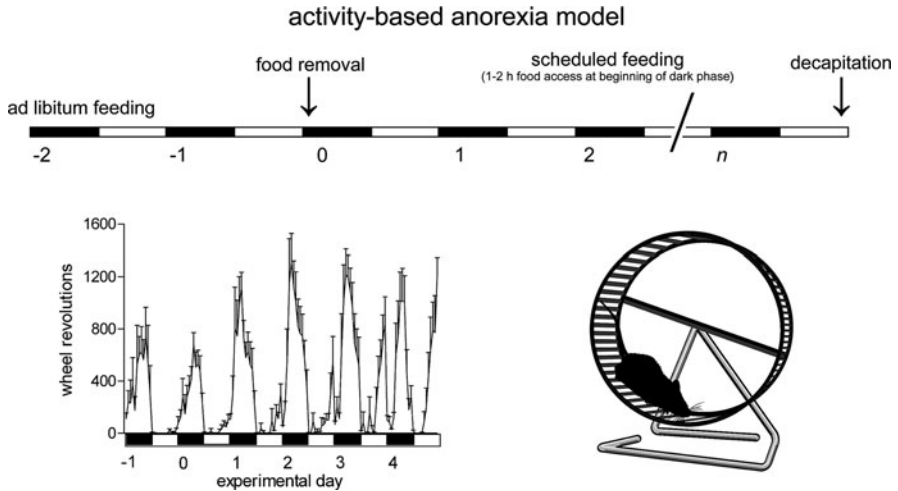 activity-based anorexia model
food removal
scheduled feeding
(1-2 h food access at beginning of dark phase)
decapitation
ad libitum feeding
-2 -1 0 1 2 n
wheel revolutions
1600
1200
800
400
0
-1 0 1 2 3 4
experimental day